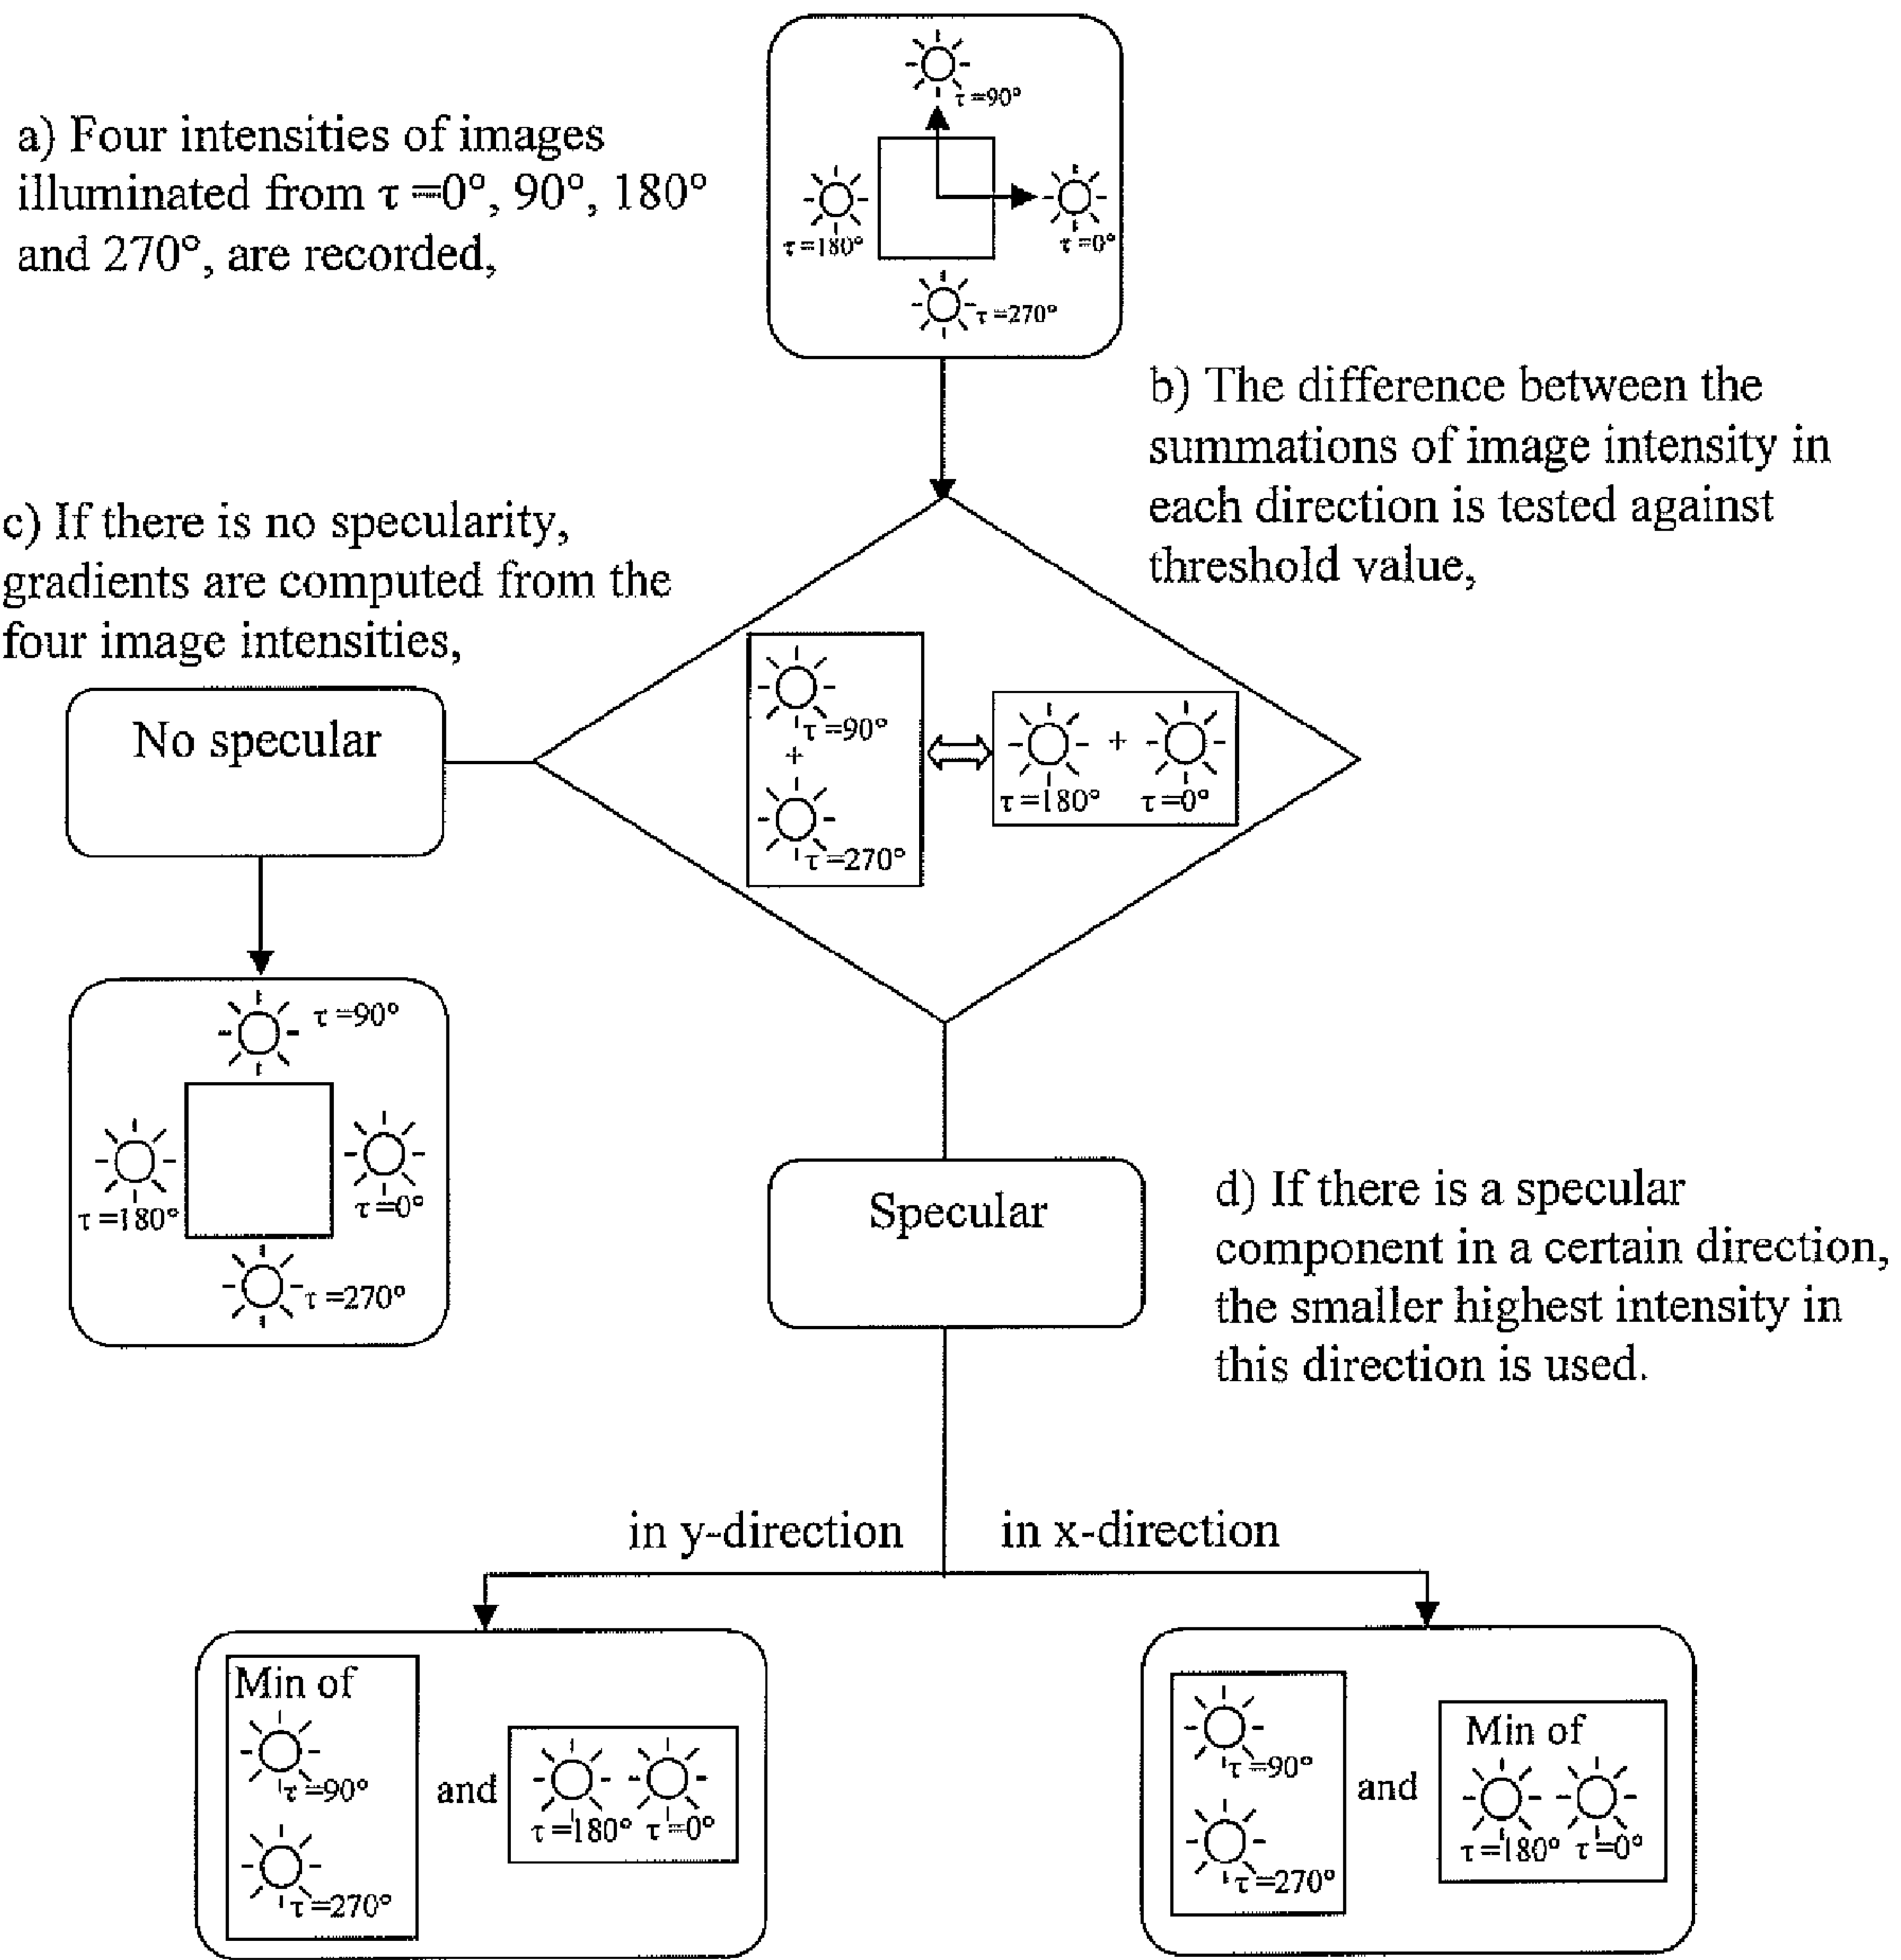 a) Four intensities of images
illuminated from τ =0°, 90°, 180°
and 270°, are recorded,
τ =90°
τ =180°
τ =0°
τ =270°
b) The difference between the
summations of image intensity in
each direction is tested against
threshold value,
c) If there is no specularity,
gradients are computed from the
four image intensities,
No specular
τ =90°
+
τ =270°
+
τ =180°
τ =0°
τ =90°
τ =180°
τ =0°
τ =270°
Specular
d) If there is a specular
component in a certain direction,
the smaller highest intensity in
this direction is used.
in y-direction
in x-direction
Min of
τ =90°
τ =270°
and
τ =180° τ =0°
τ =90°
τ =270°
and
Min of
τ =180° τ =0°